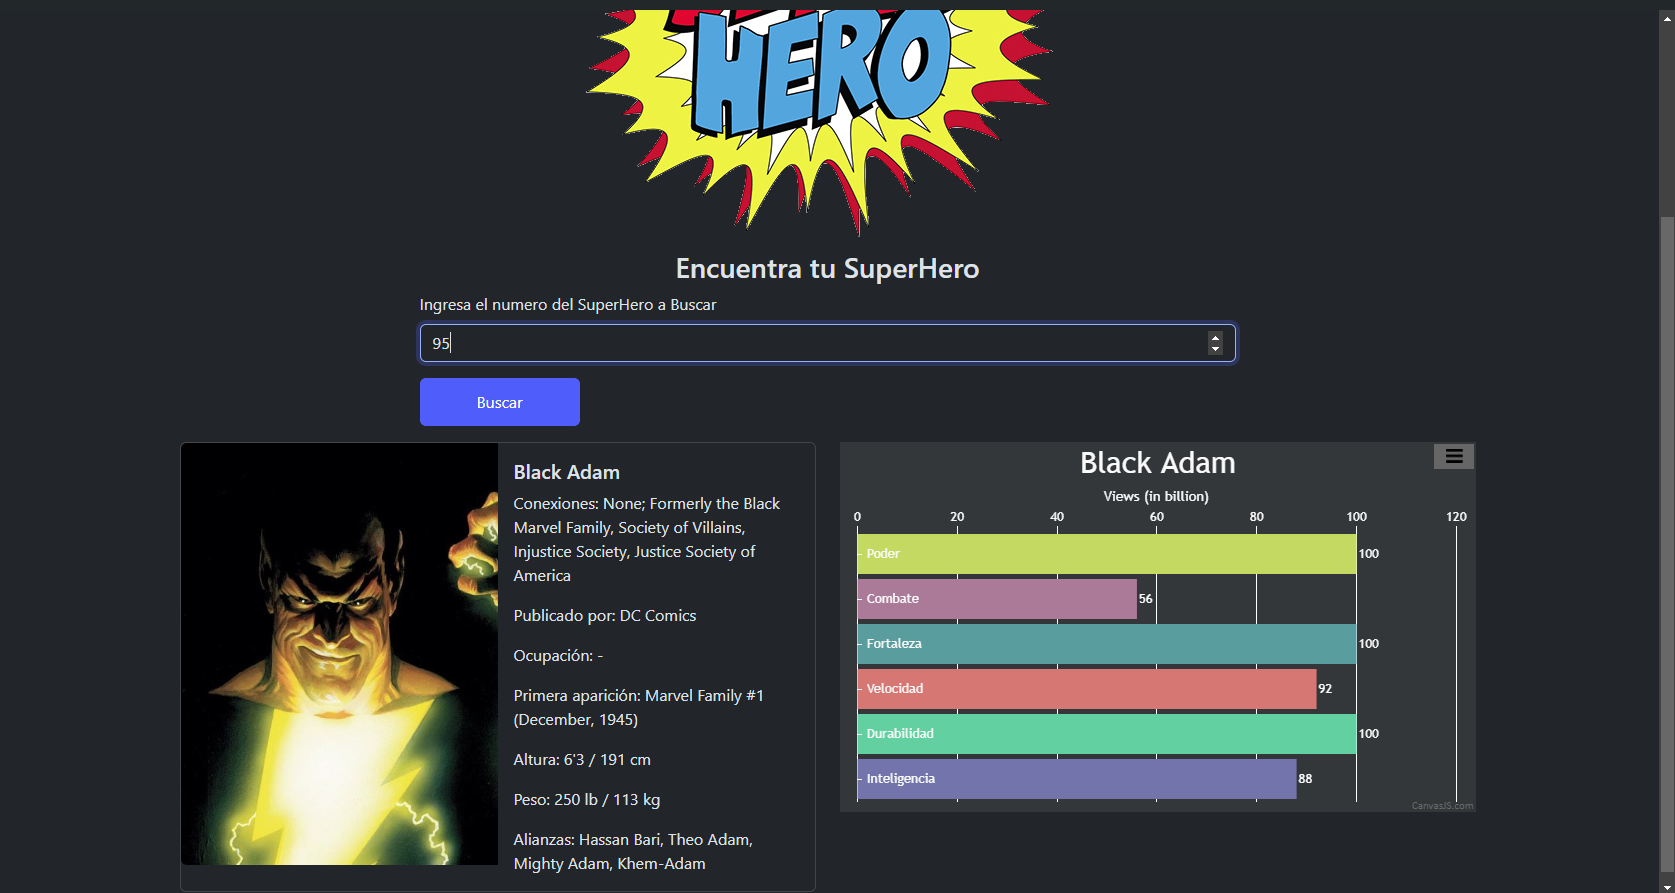 HERO
Encuentra tu SuperHero
Ingresa el numero del SuperHero a Buscar
95
Buscar
Black Adam
Conexiones: None; Formerly the Black
Marvel Family, Society of Villains,
Injustice Society, Justice Society of
America
Publicado por: DC Comics
Ocupación: -
Primera aparición: Marvel Family #1
(December, 1945)
Altura: 6'3 / 191 cm
Peso: 250 lb / 113 kg
Alianzas: Hassan Bari, Theo Adam,
Mighty Adam, Khem-Adam
Black Adam
Views (in billion)
0 20 40 60 80 100 120
Poder 100
Combate 56
Fortaleza 100
Velocidad 92
Durabilidad 100
Inteligencia 88
CanvasJS.com